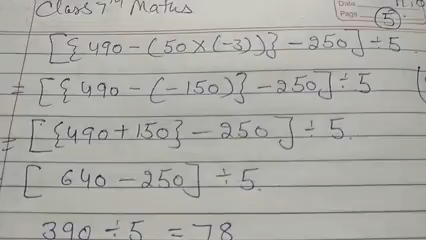 Class 7th Maths
Date
Page 5
[{490 - (50 × (-3))} - 250] ÷ 5
= [{490 - (-150)} - 250] ÷ 5
= [{490 + 150} - 250] ÷ 5.
[ 640 - 250] ÷ 5.
390 ÷ 5 = 78